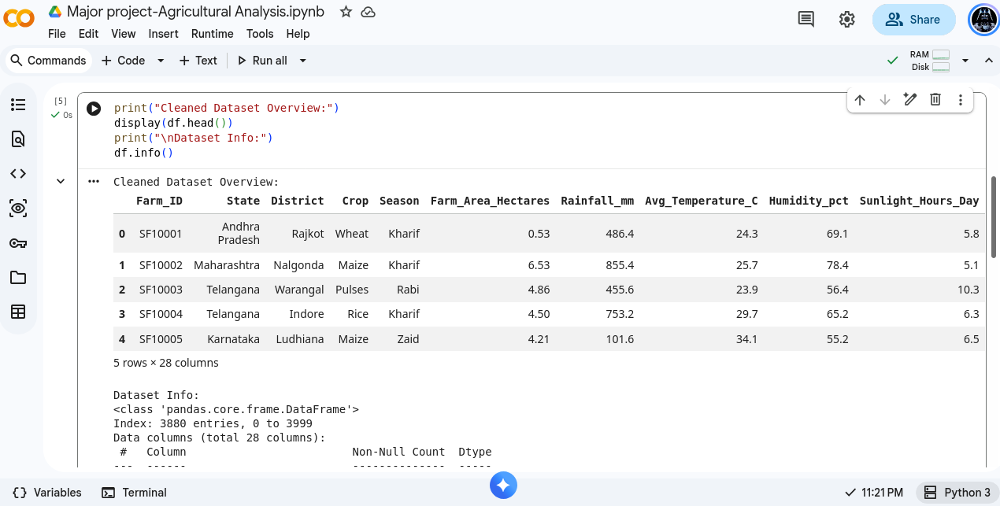 Major project-Agricultural Analysis.ipynb
File Edit View Insert Runtime Tools Help
Share
Commands + Code + Text Run all
RAM
Disk
[5]
0s
print("Cleaned Dataset Overview:")
display(df.head())
print("\nDataset Info:")
df.info()
Cleaned Dataset Overview:
Farm_ID State District Crop Season Farm_Area_Hectares Rainfall_mm Avg_Temperature_C Humidity_pct Sunlight_Hours_Day
0 SF10001 Andhra Pradesh Rajkot Wheat Kharif 0.53 486.4 24.3 69.1 5.8
1 SF10002 Maharashtra Nalgonda Maize Kharif 6.53 855.4 25.7 78.4 5.1
2 SF10003 Telangana Warangal Pulses Rabi 4.86 455.6 23.9 56.4 10.3
3 SF10004 Telangana Indore Rice Kharif 4.50 753.2 29.7 65.2 6.3
4 SF10005 Karnataka Ludhiana Maize Zaid 4.21 101.6 34.1 55.2 6.5
5 rows × 28 columns
Dataset Info:
<class 'pandas.core.frame.DataFrame'>
Index: 3880 entries, 0 to 3999
Data columns (total 28 columns):
# Column Non-Null Count Dtype
--- ------ -------------- -----
Variables Terminal 11:21 PM Python 3